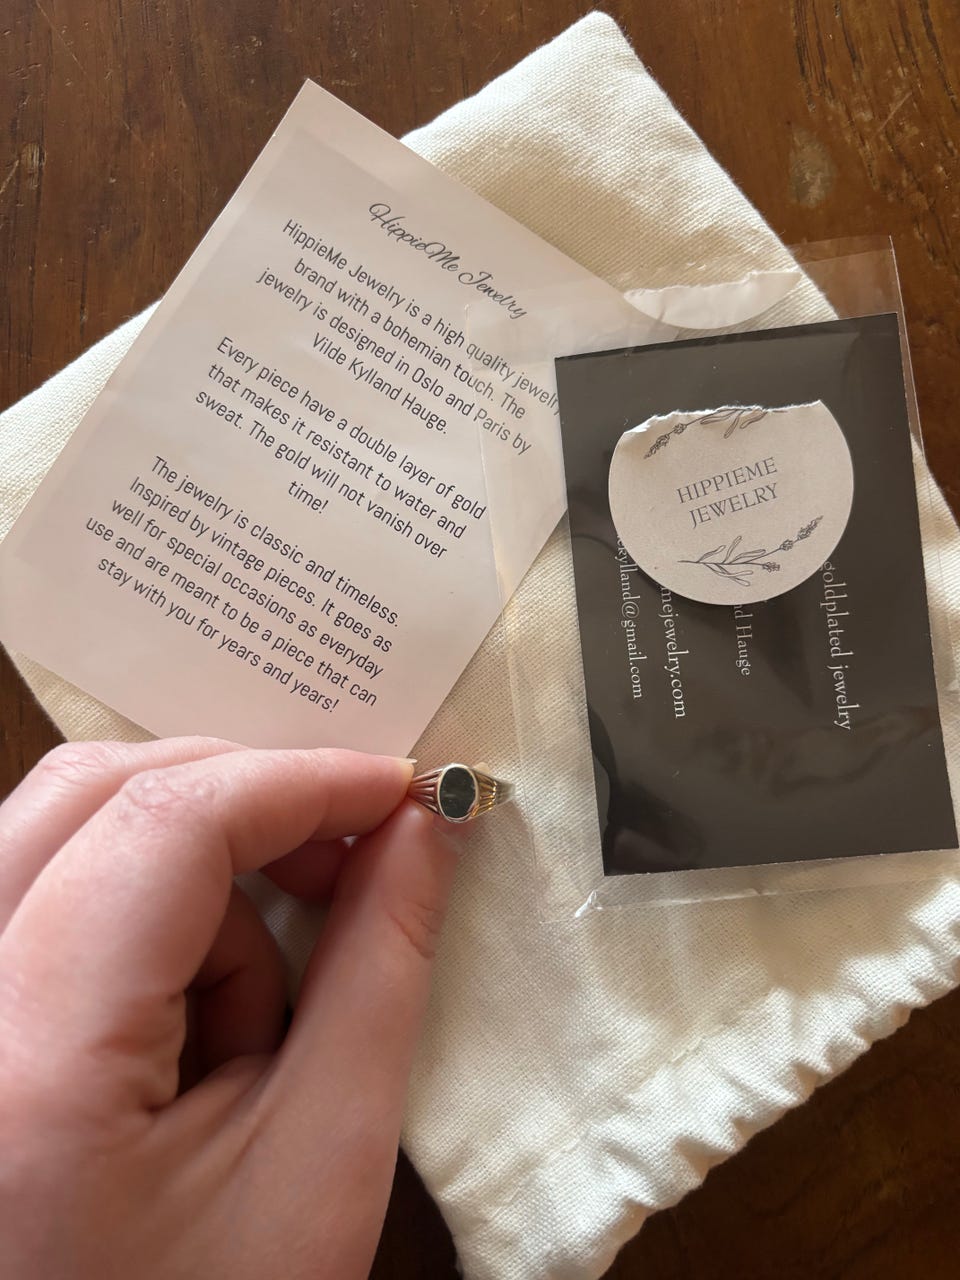 HippieMe Jewelry
HippieMe Jewelry is a high quality jewelry
brand with a bohemian touch. The
jewelry is designed in Oslo and Paris by
Vilde Kylland Hauge.
Every piece have a double layer of gold
that makes it resistant to water and
sweat. The gold will not vanish over
time!
The jewelry is classic and timeless.
Inspired by vintage pieces. It goes as
well for special occasions as everyday
use and are meant to be a piece that can
stay with you for years and years!
HIPPIEME
JEWELRY
goldplated jewelry
nd Hauge
mejewelry.com
kylland@gmail.com